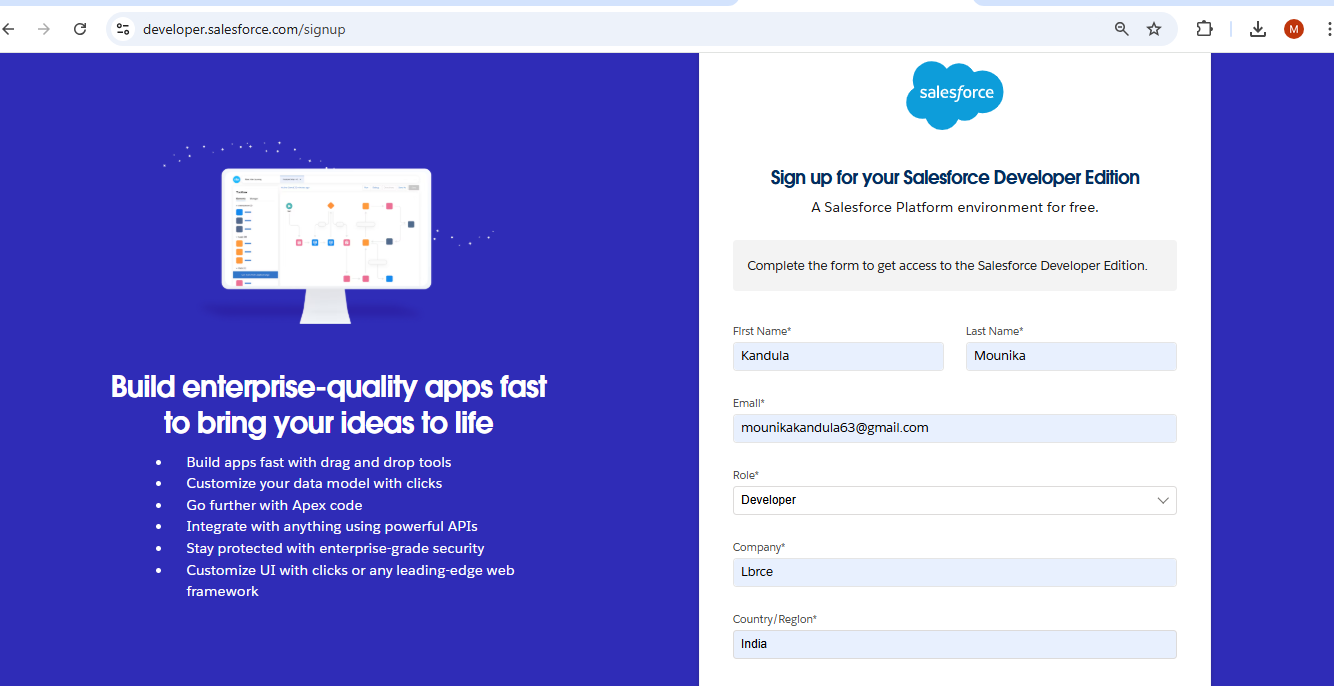 developer.salesforce.com/signup
M
salesforce
Sign up for your Salesforce Developer Edition
A Salesforce Platform environment for free.
Complete the form to get access to the Salesforce Developer Edition.
First Name* Last Name*
Kandula Mounika
Email*
mounikakandula63@gmail.com
Role*
Developer
Company*
Lbrce
Country/Region*
India
Build enterprise-quality apps fast
to bring your ideas to life
• Build apps fast with drag and drop tools
• Customize your data model with clicks
• Go further with Apex code
• Integrate with anything using powerful APIs
• Stay protected with enterprise-grade security
• Customize UI with clicks or any leading-edge web
framework